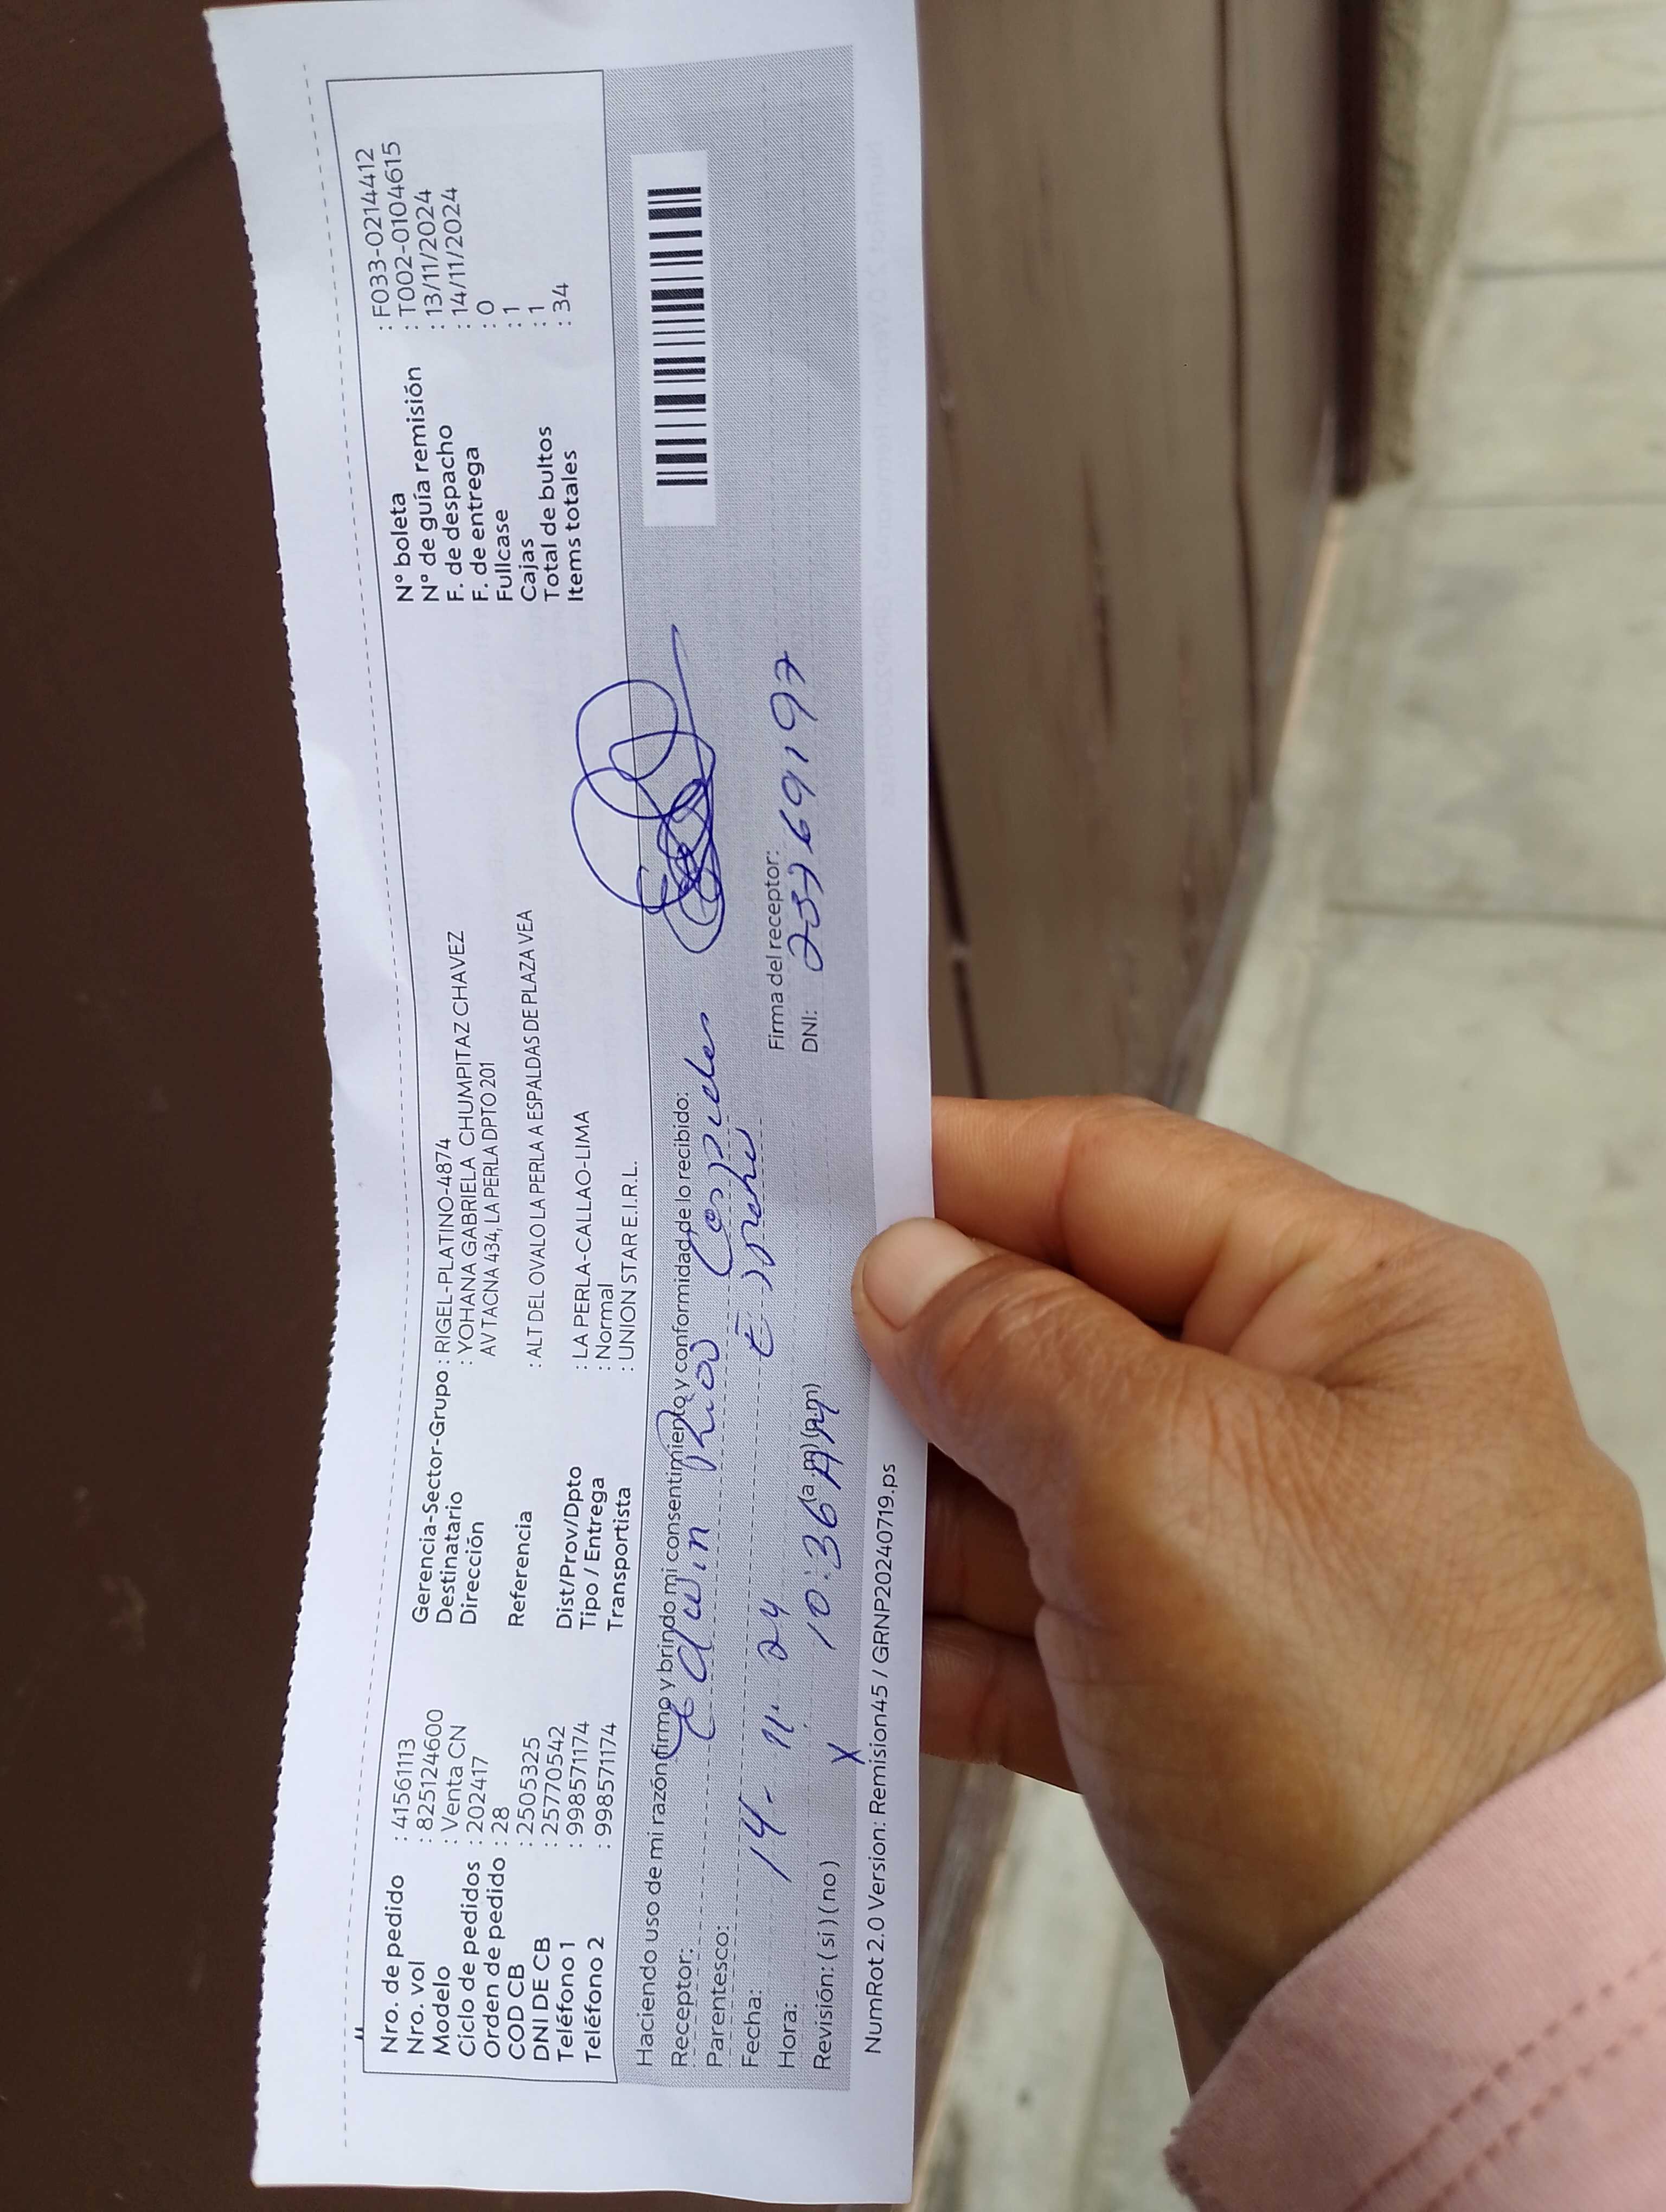 Nro. de pedido : 41561113
Nro. vol : 825124600
Modelo : Venta CN
Ciclo de pedidos : 202417
Orden de pedido : 28
COD CB : 2505325
DNI DE CB : 25770542
Teléfono 1 : 998571174
Teléfono 2 : 998571174
Gerencia-Sector-Grupo : RIGEL-PLATINO-4874
Destinatario : YOHANA GABRIELA CHUMPITAZ CHAVEZ
Dirección AV TACNA 434, LA PERLA DPTO 201
Referencia : ALT DEL OVALO LA PERLA A ESPALDAS DE PLAZA VEA
Dist/Prov/Dpto : LA PERLA-CALLAO-LIMA
Tipo / Entrega : Normal
Transportista : UNION STAR E.I.R.L.
N° boleta : F033-0214412
N° de guía remisión : T002-0104615
F. de despacho : 13/11/2024
F. de entrega : 14/11/2024
Fullcase : 0
Cajas : 1
Total de bultos : 1
Items totales : 34
Haciendo uso de mi razón firmo y brindo mi consentimiento y conformidad de lo recibido:
Receptor: Edwin Rios
Parentesco:
Fecha: 14. 11. 24
Hora: 10:36 (a.m) (p.m) AM
Revisión: (si) (no) X
Firma del receptor:
DNI:
NumRot 2.0 Version: Remision45 / GRNP20240719.ps